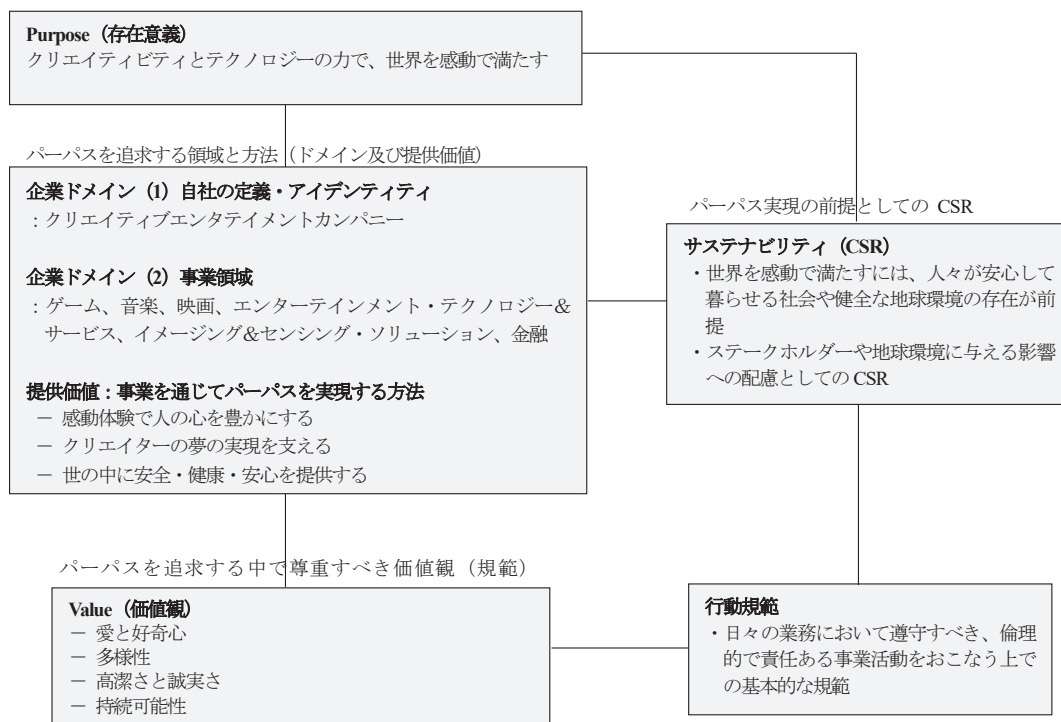 Purpose（存在意義）
クリエイティビティとテクノロジーの力で、世界を感動で満たす
パーパスを追求する領域と方法（ドメイン及び提供価値）
企業ドメイン（1）自社の定義・アイデンティティ
：クリエイティブエンタテイメントカンパニー
企業ドメイン（2）事業領域
：ゲーム、音楽、映画、エンターテインメント・テクノロジー＆
サービス、イメージング＆センシング・ソリューション、金融
提供価値：事業を通じてパーパスを実現する方法
－ 感動体験で人の心を豊かにする
－ クリエイターの夢の実現を支える
－ 世の中に安全・健康・安心を提供する
パーパス実現の前提としての CSR
サステナビリティ（CSR）
・世界を感動で満たすには、人々が安心して
暮らせる社会や健全な地球環境の存在が前
提
・ステークホルダーや地球環境に与える影響
への配慮としての CSR
パーパスを追求する中で尊重すべき価値観（規範）
Value（価値観）
－ 愛と好奇心
－ 多様性
－ 高潔さと誠実さ
－ 持続可能性
行動規範
・日々の業務において遵守すべき、倫理
的で責任ある事業活動をおこなう上で
の基本的な規範